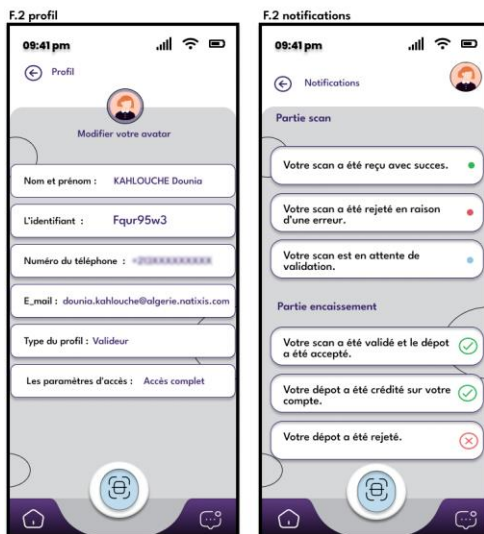 F.2 profil
09:41 pm
Profil
Modifier votre avatar
Nom et prénom : KAHLOUCHE Dounia
L'identifiant : Fqur95w3
Numéro du téléphone :
E_mail : dounia.kahlouche@algerie.natixis.com
Type du profil : Valideur
Les paramètres d'accès : Accès complet
F.2 notifications
09:41 pm
Notifications
Partie scan
Votre scan a été reçu avec succes.
Votre scan a été rejeté en raison
d'une erreur.
Votre scan est en attente de
validation.
Partie encaissement
Votre scan a été validé et le dépot
a été accepté.
Votre dépot a été crédité sur votre
compte.
Votre dépot a été rejeté.